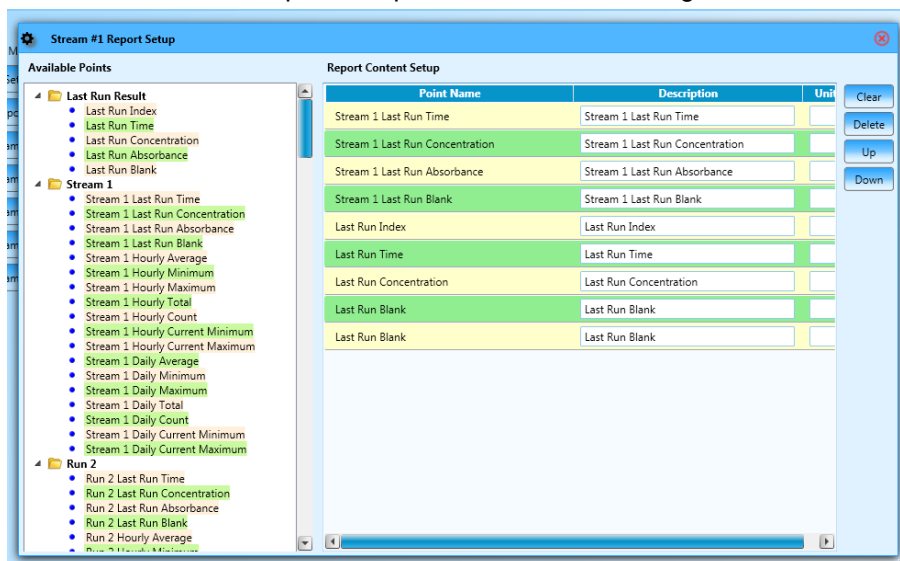 Stream #1 Report Setup
Available Points
Last Run Result
Last Run Index
Last Run Time
Last Run Concentration
Last Run Absorbance
Last Run Blank
Stream 1
Stream 1 Last Run Time
Stream 1 Last Run Concentration
Stream 1 Last Run Absorbance
Stream 1 Last Run Blank
Stream 1 Hourly Average
Stream 1 Hourly Minimum
Stream 1 Hourly Maximum
Stream 1 Hourly Total
Stream 1 Hourly Count
Stream 1 Hourly Current Minimum
Stream 1 Hourly Current Maximum
Stream 1 Daily Average
Stream 1 Daily Minimum
Stream 1 Daily Maximum
Stream 1 Daily Total
Stream 1 Daily Count
Stream 1 Daily Current Minimum
Stream 1 Daily Current Maximum
Run 2
Run 2 Last Run Time
Run 2 Last Run Concentration
Run 2 Last Run Absorbance
Run 2 Last Run Blank
Run 2 Hourly Average
Run 2 Hourly Minimum
Report Content Setup
Point Name Description Unit
Stream 1 Last Run Time Stream 1 Last Run Time
Stream 1 Last Run Concentration Stream 1 Last Run Concentration
Stream 1 Last Run Absorbance Stream 1 Last Run Absorbance
Stream 1 Last Run Blank Stream 1 Last Run Blank
Last Run Index Last Run Index
Last Run Time Last Run Time
Last Run Concentration Last Run Concentration
Last Run Blank Last Run Blank
Last Run Blank Last Run Blank
Clear
Delete
Up
Down